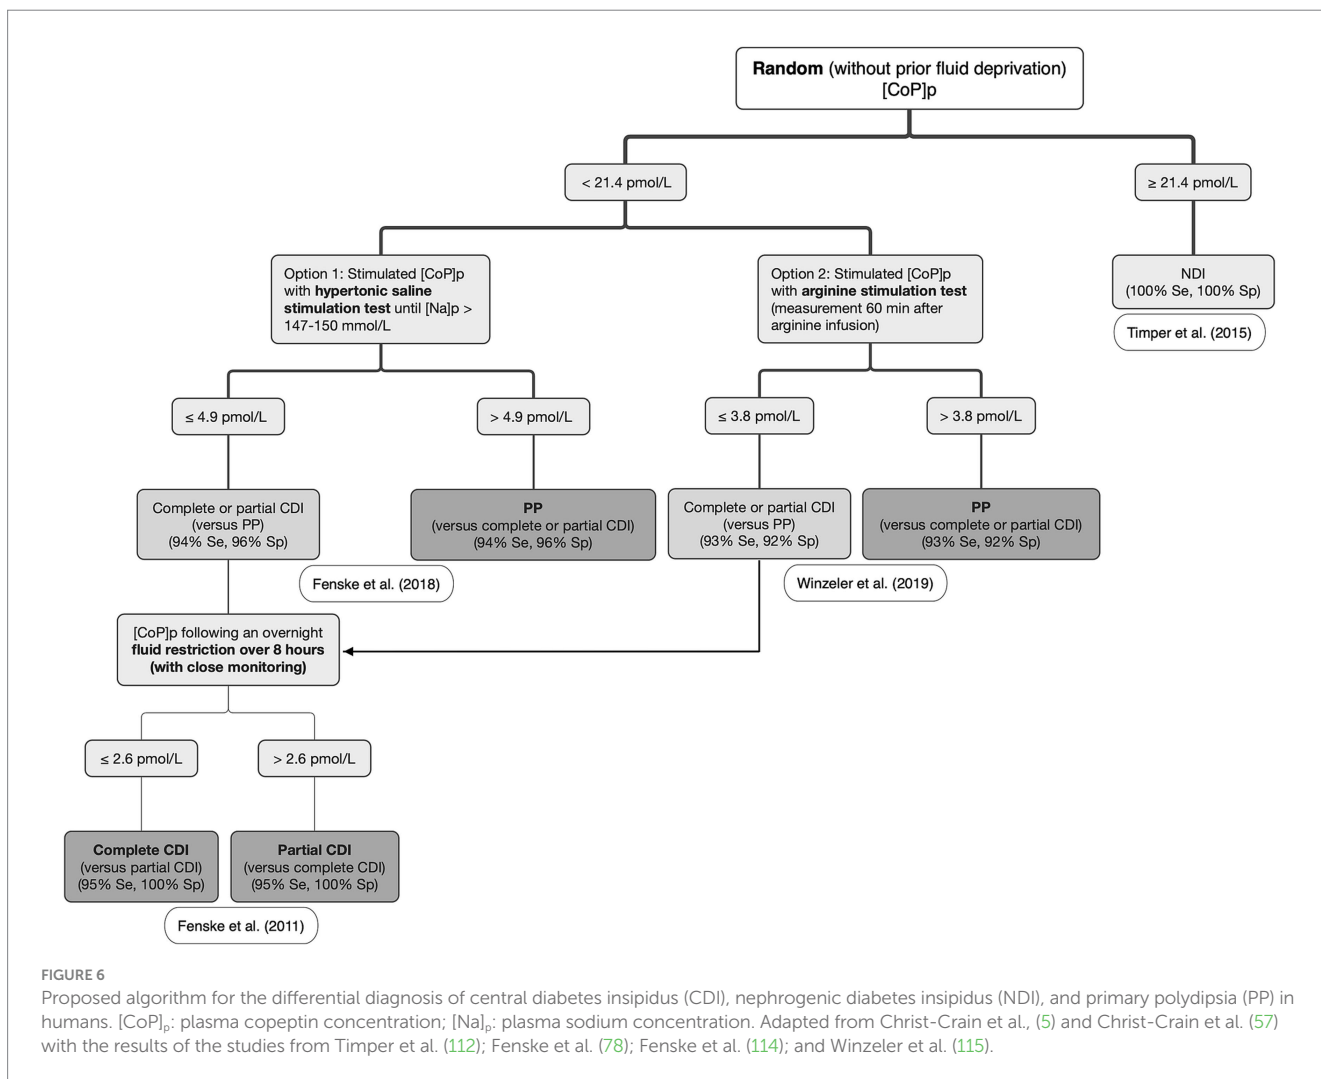 Random (without prior fluid deprivation)
[CoP]p
< 21.4 pmol/L
≥ 21.4 pmol/L
Option 1: Stimulated [CoP]p
with hypertonic saline
stimulation test until [Na]p >
147-150 mmol/L
Option 2: Stimulated [CoP]p
with arginine stimulation test
(measurement 60 min after
arginine infusion)
NDI
(100% Se, 100% Sp)
Timper et al. (2015)
≤ 4.9 pmol/L
> 4.9 pmol/L
≤ 3.8 pmol/L
> 3.8 pmol/L
Complete or partial CDI
(versus PP)
(94% Se, 96% Sp)
PP
(versus complete or partial CDI)
(94% Se, 96% Sp)
Complete or partial CDI
(versus PP)
(93% Se, 92% Sp)
PP
(versus complete or partial CDI)
(93% Se, 92% Sp)
Fenske et al. (2018)
Winzeler et al. (2019)
[CoP]p following an overnight
fluid restriction over 8 hours
(with close monitoring)
≤ 2.6 pmol/L
> 2.6 pmol/L
Complete CDI
(versus partial CDI)
(95% Se, 100% Sp)
Partial CDI
(versus complete CDI)
(95% Se, 100% Sp)
Fenske et al. (2011)
FIGURE 6
Proposed algorithm for the differential diagnosis of central diabetes insipidus (CDI), nephrogenic diabetes insipidus (NDI), and primary polydipsia (PP) in
humans. [CoP]p: plasma copeptin concentration; [Na]p: plasma sodium concentration. Adapted from Christ-Crain et al., (5) and Christ-Crain et al. (57)
with the results of the studies from Timper et al. (112); Fenske et al. (78); Fenske et al. (114); and Winzeler et al. (115).